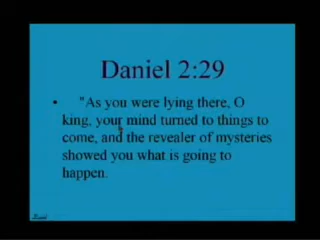 Daniel 2:29
• "As you were lying there, O
king, your mind turned to things to
come, and the revealer of mysteries
showed you what is going to
happen.